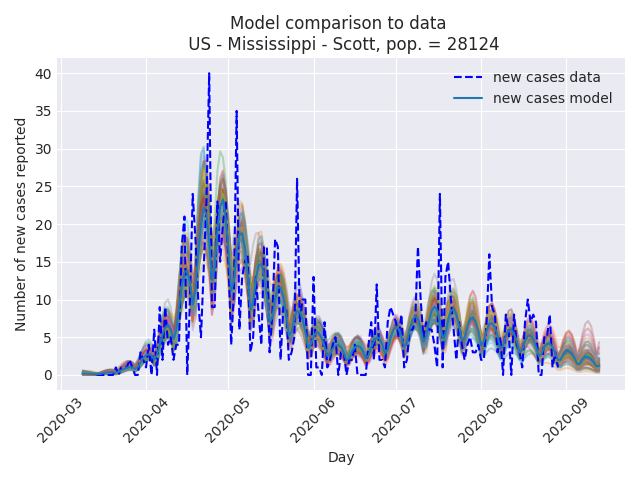 Model comparison to data
US - Mississippi - Scott, pop. = 28124
new cases data
new cases model
Number of new cases reported
40
35
30
25
20
15
10
5
0
2020-03
2020-04
2020-05
2020-06
2020-07
2020-08
2020-09
Day